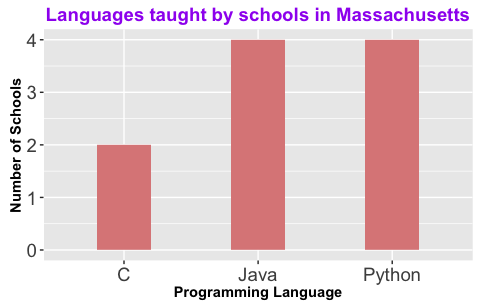 Languages taught by schools in Massachusetts
Number of Schools
4
3
2
1
0
C Java Python
Programming Language